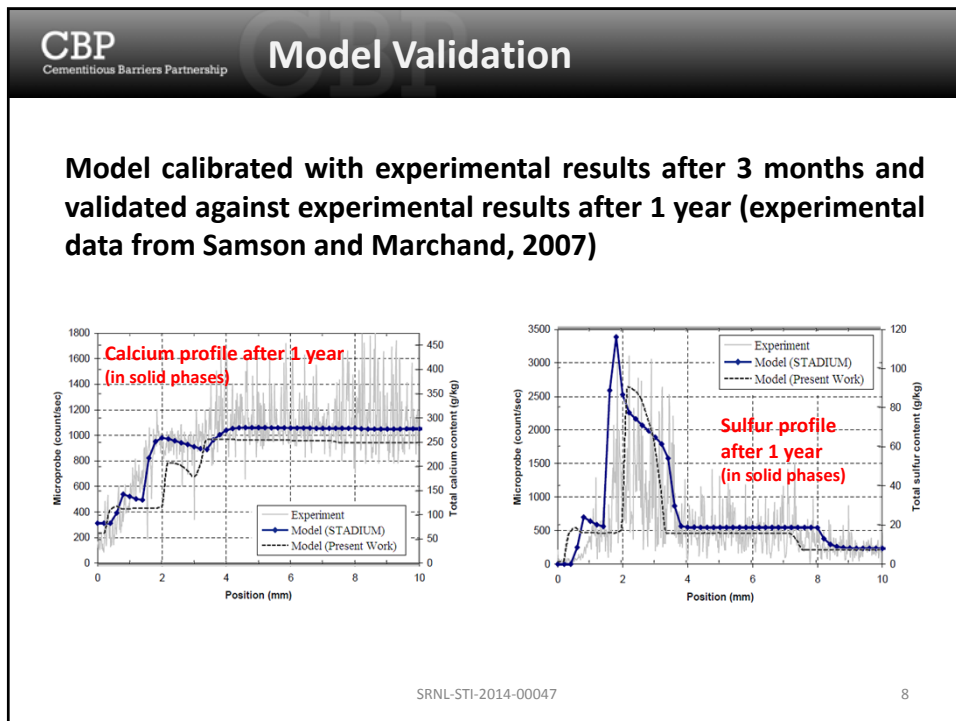 CBP
Cementitious Barriers Partnership
Model Validation
Model calibrated with experimental results after 3 months and
validated against experimental results after 1 year (experimental
data from Samson and Marchand, 2007)
Calcium profile after 1 year
(in solid phases)
Microprobe (count/sec)
1800
1600
1400
1200
1000
800
600
400
200
0
450
400
350
300
250
200
150
100
50
0
Total calcium content (g/kg)
Experiment
Model (STADIUM)
Model (Present Work)
0 2 4 6 8 10
Position (mm)
Microprobe (count/sec)
3500
3000
2500
2000
1500
1000
500
0
120
100
80
60
40
20
0
Total sulfur content (g/kg)
Experiment
Model (STADIUM)
Model (Present Work)
Sulfur profile
after 1 year
(in solid phases)
0 2 4 6 8 10
Position (mm)
SRNL-STI-2014-00047
8